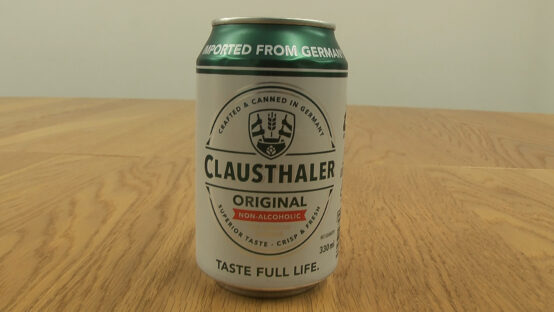 IMPORTED FROM GERMANY
CRAFTED & CANNED IN GERMANY
CLAUSTHALER
ORIGINAL
NON-ALCOHOLIC
SUPERIOR TASTE · CRISP & FRESH
330 ml
TASTE FULL LIFE.